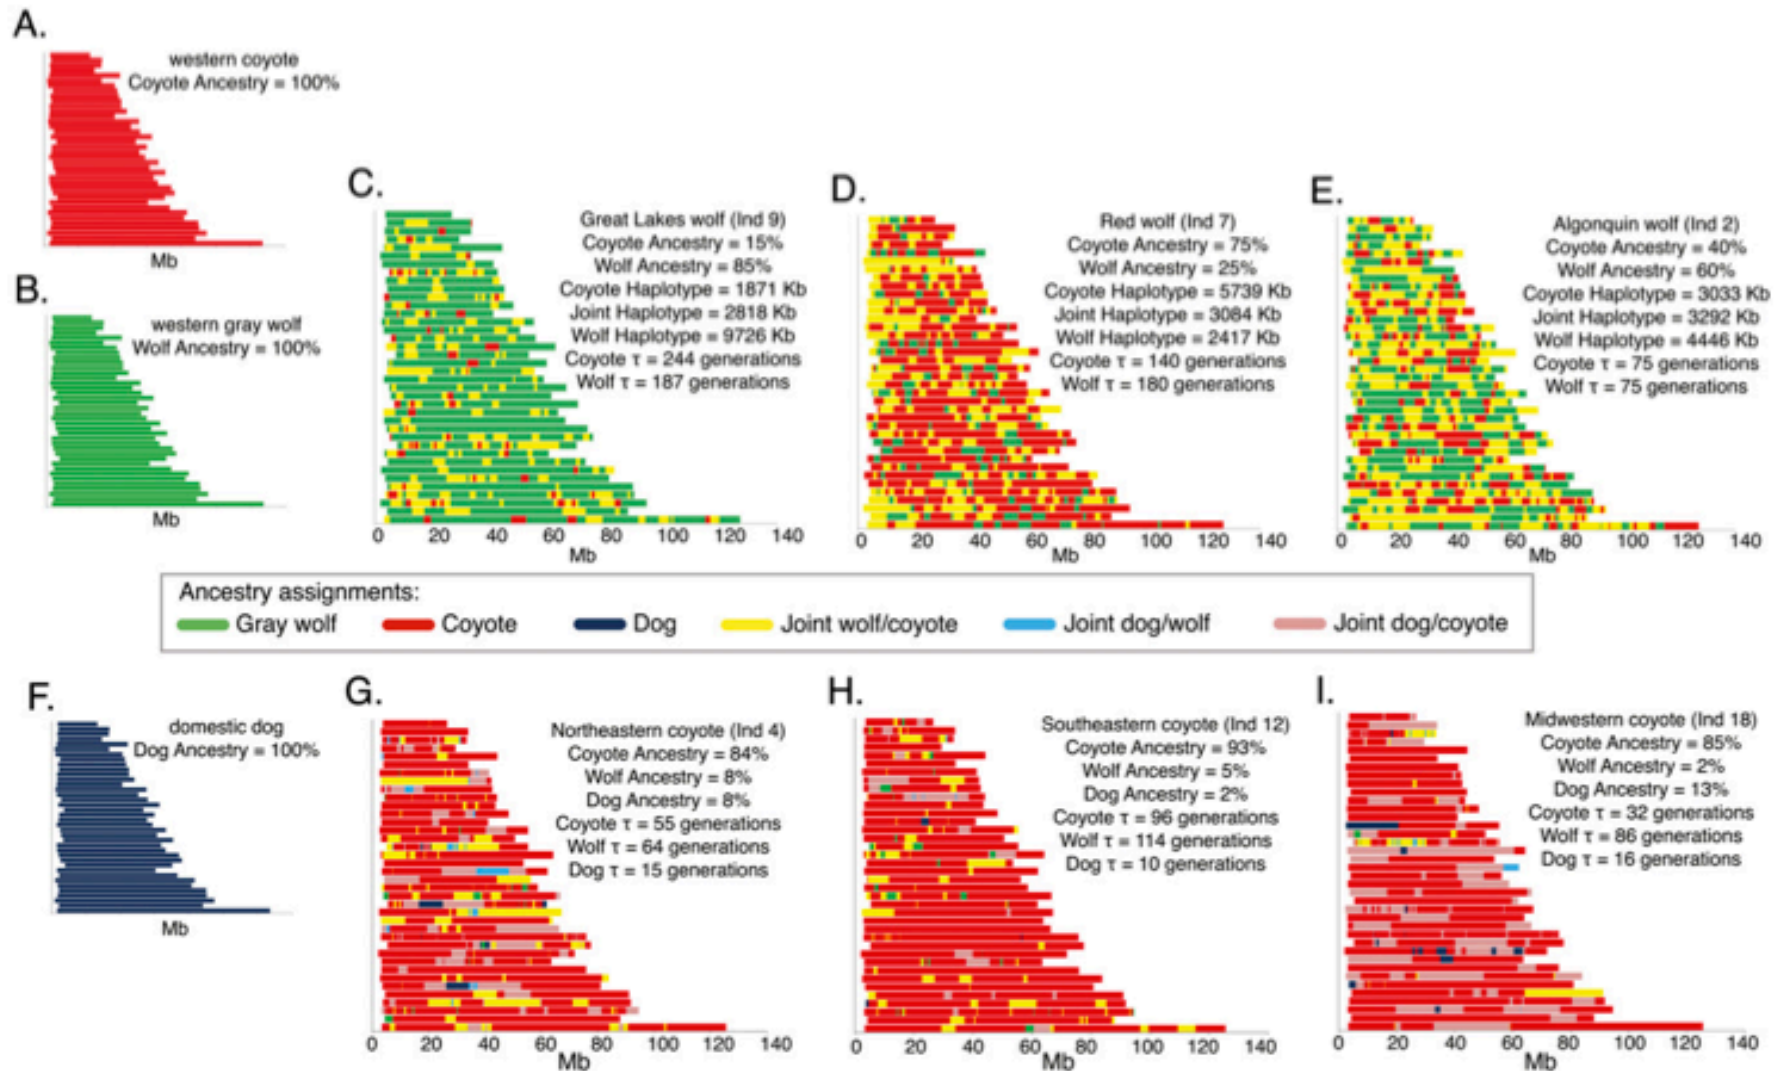 A.
western coyote
Coyote Ancestry = 100%
Mb
B.
western gray wolf
Wolf Ancestry = 100%
Mb
C.
Great Lakes wolf (Ind 9)
Coyote Ancestry = 15%
Wolf Ancestry = 85%
Coyote Haplotype = 1871 Kb
Joint Haplotype = 2818 Kb
Wolf Haplotype = 9726 Kb
Coyote τ = 244 generations
Wolf τ = 187 generations
0 20 40 60 80 100 120 140
Mb
D.
Red wolf (Ind 7)
Coyote Ancestry = 75%
Wolf Ancestry = 25%
Coyote Haplotype = 5739 Kb
Joint Haplotype = 3084 Kb
Wolf Haplotype = 2417 Kb
Coyote τ = 140 generations
Wolf τ = 180 generations
0 20 40 60 80 100 120 140
Mb
E.
Algonquin wolf (Ind 2)
Coyote Ancestry = 40%
Wolf Ancestry = 60%
Coyote Haplotype = 3033 Kb
Joint Haplotype = 3292 Kb
Wolf Haplotype = 4446 Kb
Coyote τ = 75 generations
Wolf τ = 75 generations
0 20 40 60 80 100 120 140
Mb
Ancestry assignments:
Gray wolf Coyote Dog Joint wolf/coyote Joint dog/wolf Joint dog/coyote
F.
domestic dog
Dog Ancestry = 100%
Mb
G.
Northeastern coyote (Ind 4)
Coyote Ancestry = 84%
Wolf Ancestry = 8%
Dog Ancestry = 8%
Coyote τ = 55 generations
Wolf τ = 64 generations
Dog τ = 15 generations
0 20 40 60 80 100 120 140
Mb
H.
Southeastern coyote (Ind 12)
Coyote Ancestry = 93%
Wolf Ancestry = 5%
Dog Ancestry = 2%
Coyote τ = 96 generations
Wolf τ = 114 generations
Dog τ = 10 generations
0 20 40 60 80 100 120 140
Mb
I.
Midwestern coyote (Ind 18)
Coyote Ancestry = 85%
Wolf Ancestry = 2%
Dog Ancestry = 13%
Coyote τ = 32 generations
Wolf τ = 86 generations
Dog τ = 16 generations
0 20 40 60 80 100 120 140
Mb